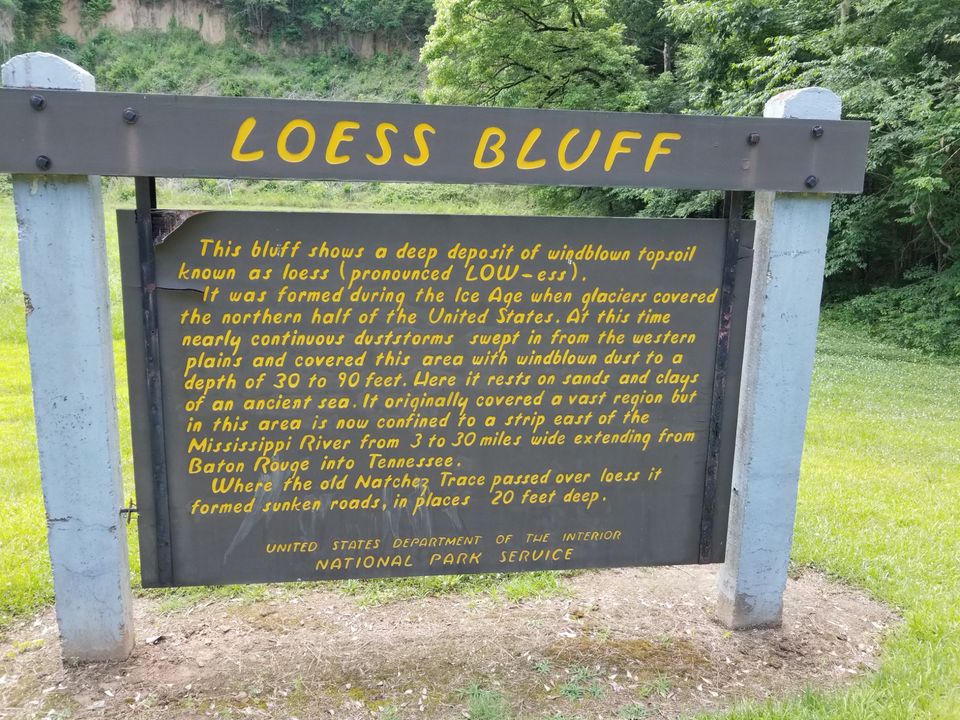 LOESS BLUFF
This bluff shows a deep deposit of windblown topsoil
known as loess (pronounced LOW-ess).
It was formed during the Ice Age when glaciers covered
the northern half of the United States. At this time
nearly continuous duststorms swept in from the western
plains and covered this area with windblown dust to a
depth of 30 to 90 feet. Here it rests on sands and clays
of an ancient sea. It originally covered a vast region but
in this area is now confined to a strip east of the
Mississippi River from 3 to 30 miles wide extending from
Baton Rouge into Tennessee.
Where the old Natchez Trace passed over loess it
formed sunken roads, in places 20 feet deep.
UNITED STATES DEPARTMENT OF THE INTERIOR
NATIONAL PARK SERVICE